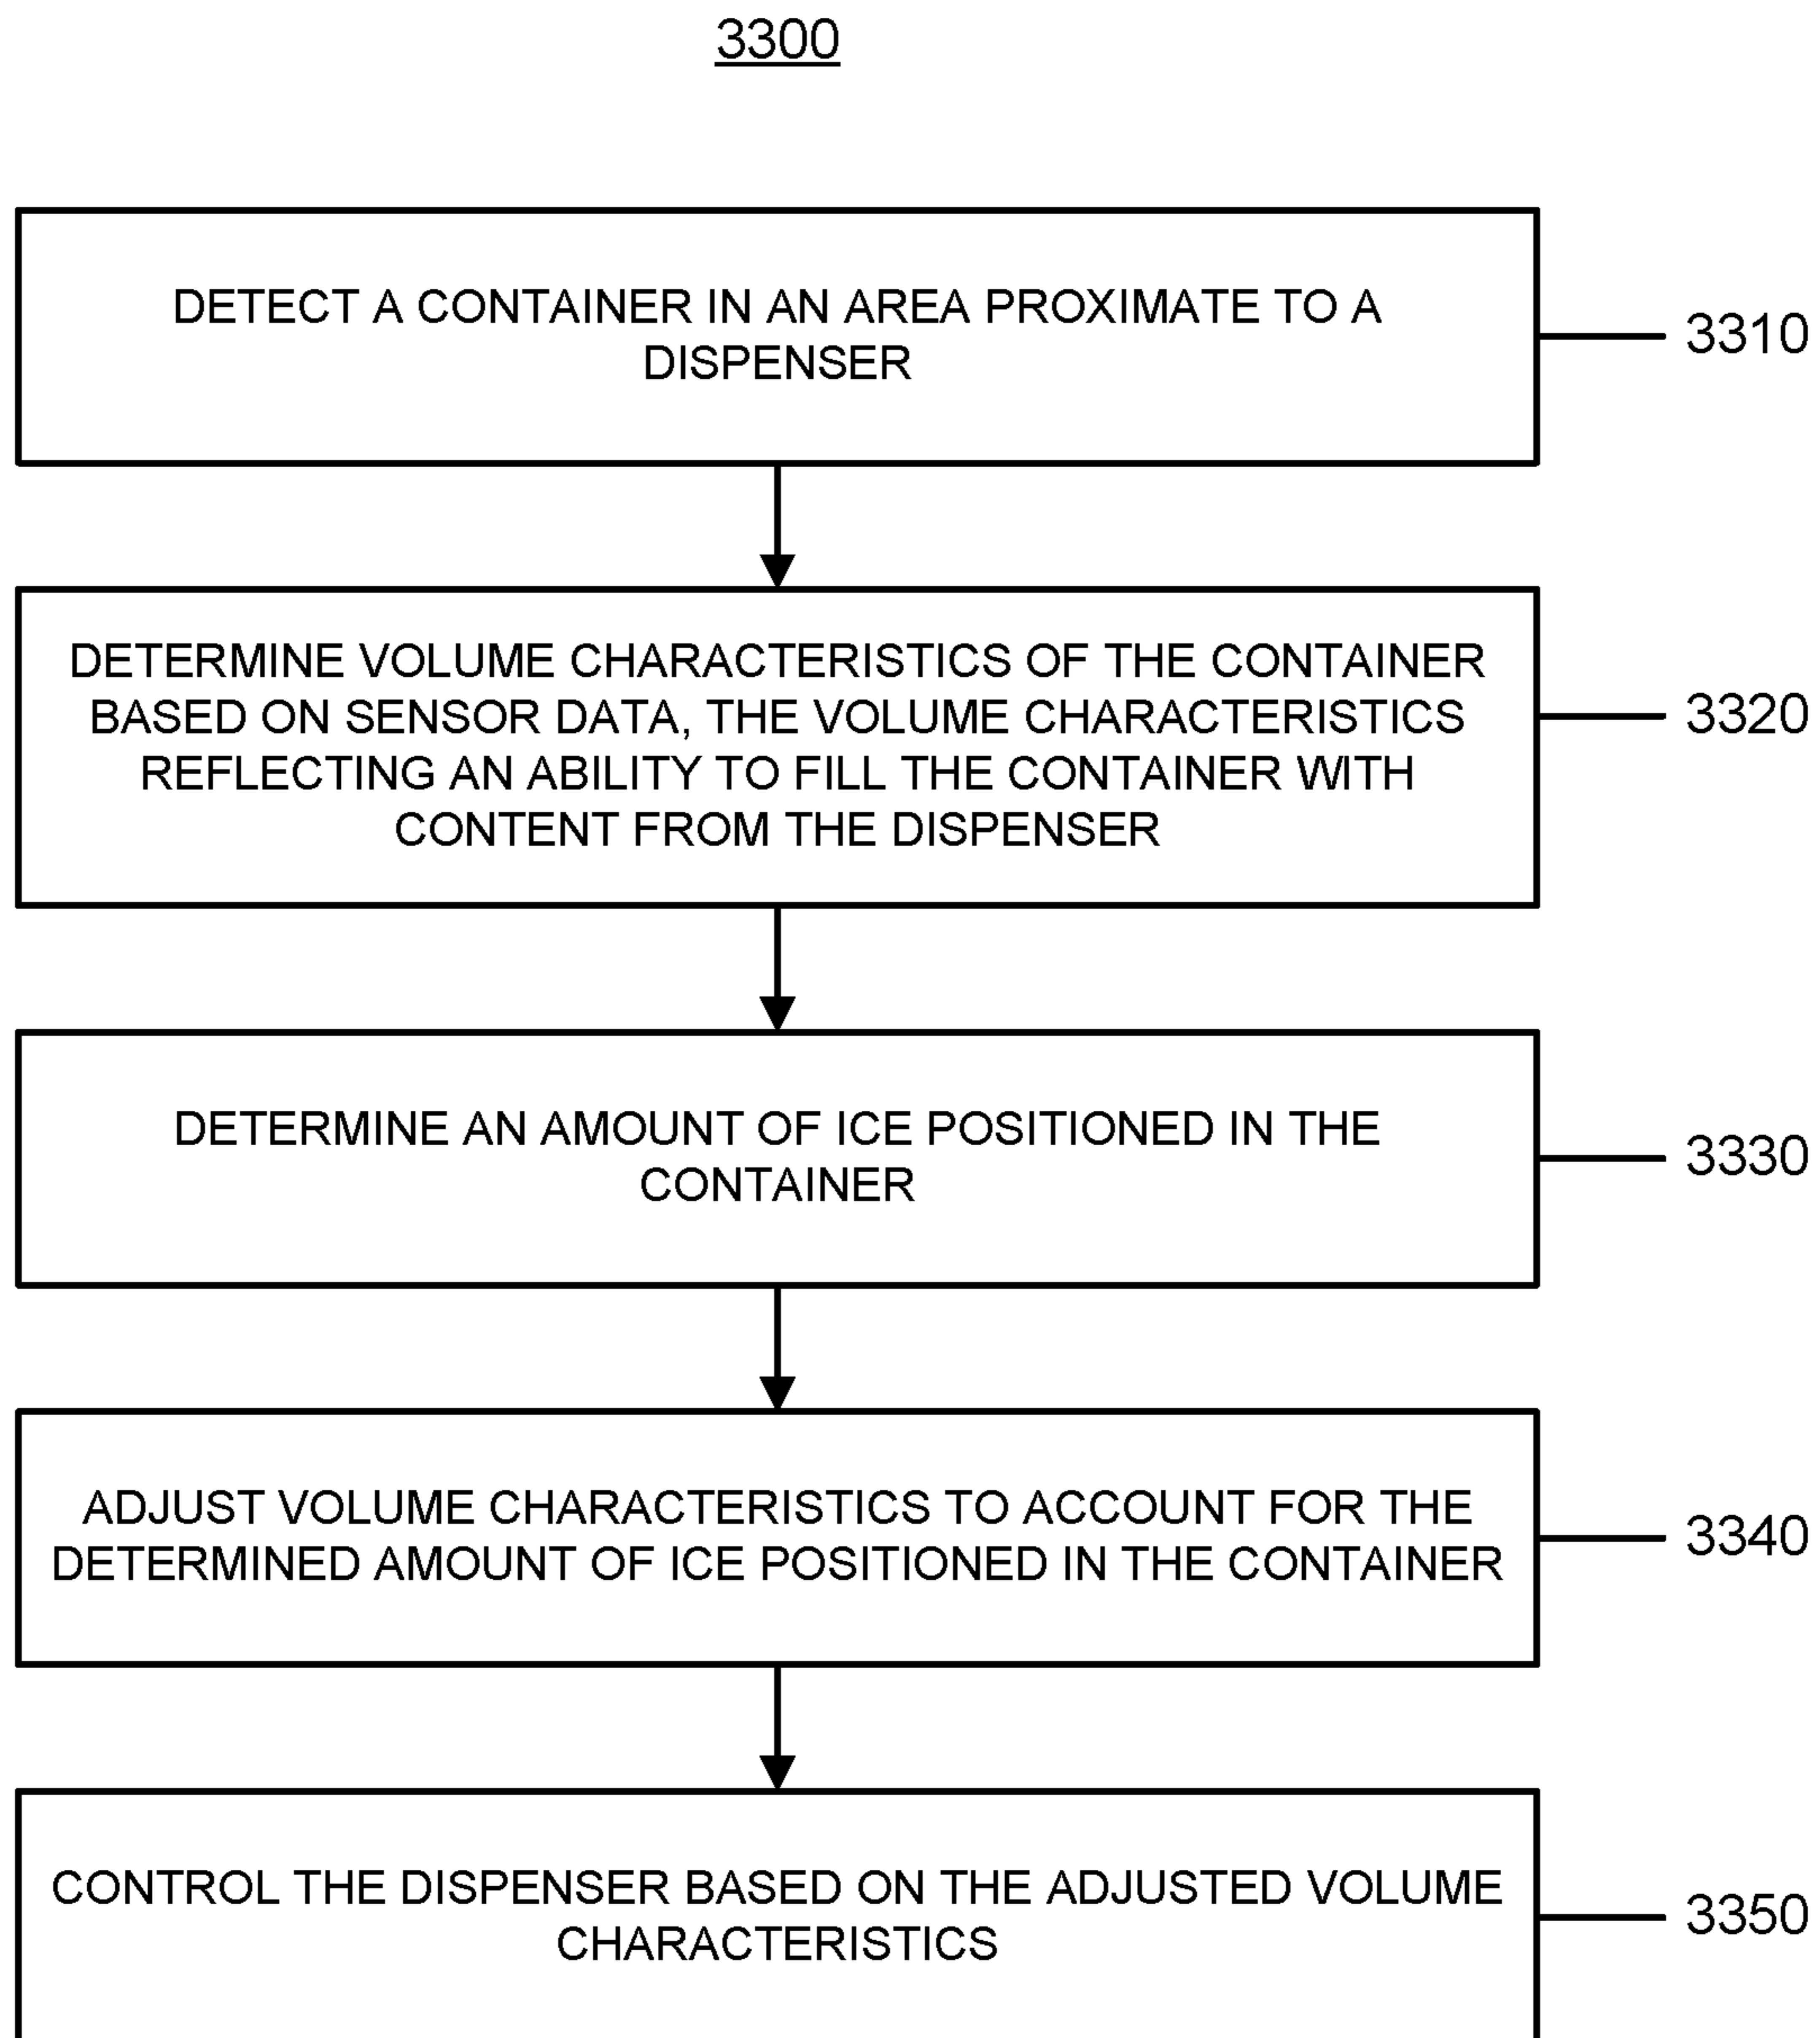 3300
DETECT A CONTAINER IN AN AREA PROXIMATE TO A
DISPENSER
3310
DETERMINE VOLUME CHARACTERISTICS OF THE CONTAINER
BASED ON SENSOR DATA, THE VOLUME CHARACTERISTICS
REFLECTING AN ABILITY TO FILL THE CONTAINER WITH
CONTENT FROM THE DISPENSER
3320
DETERMINE AN AMOUNT OF ICE POSITIONED IN THE
CONTAINER
3330
ADJUST VOLUME CHARACTERISTICS TO ACCOUNT FOR THE
DETERMINED AMOUNT OF ICE POSITIONED IN THE CONTAINER
3340
CONTROL THE DISPENSER BASED ON THE ADJUSTED VOLUME
CHARACTERISTICS
3350